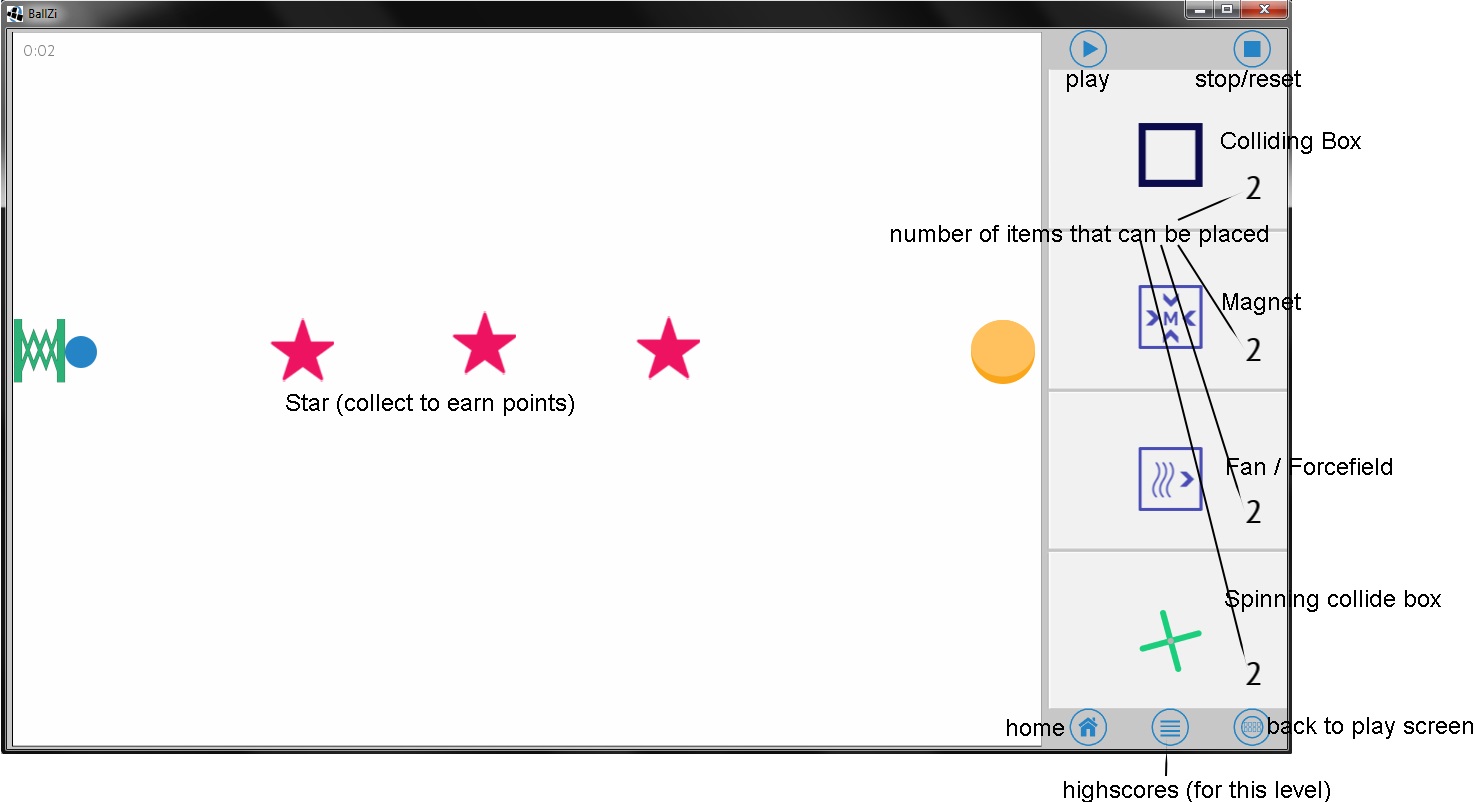 BallZi
0:02
play
stop/reset
Colliding Box
2
number of items that can be placed
Magnet
M
2
Star (collect to earn points)
Fan / Forcefield
2
Spinning collide box
2
home
back to play screen
highscores (for this level)